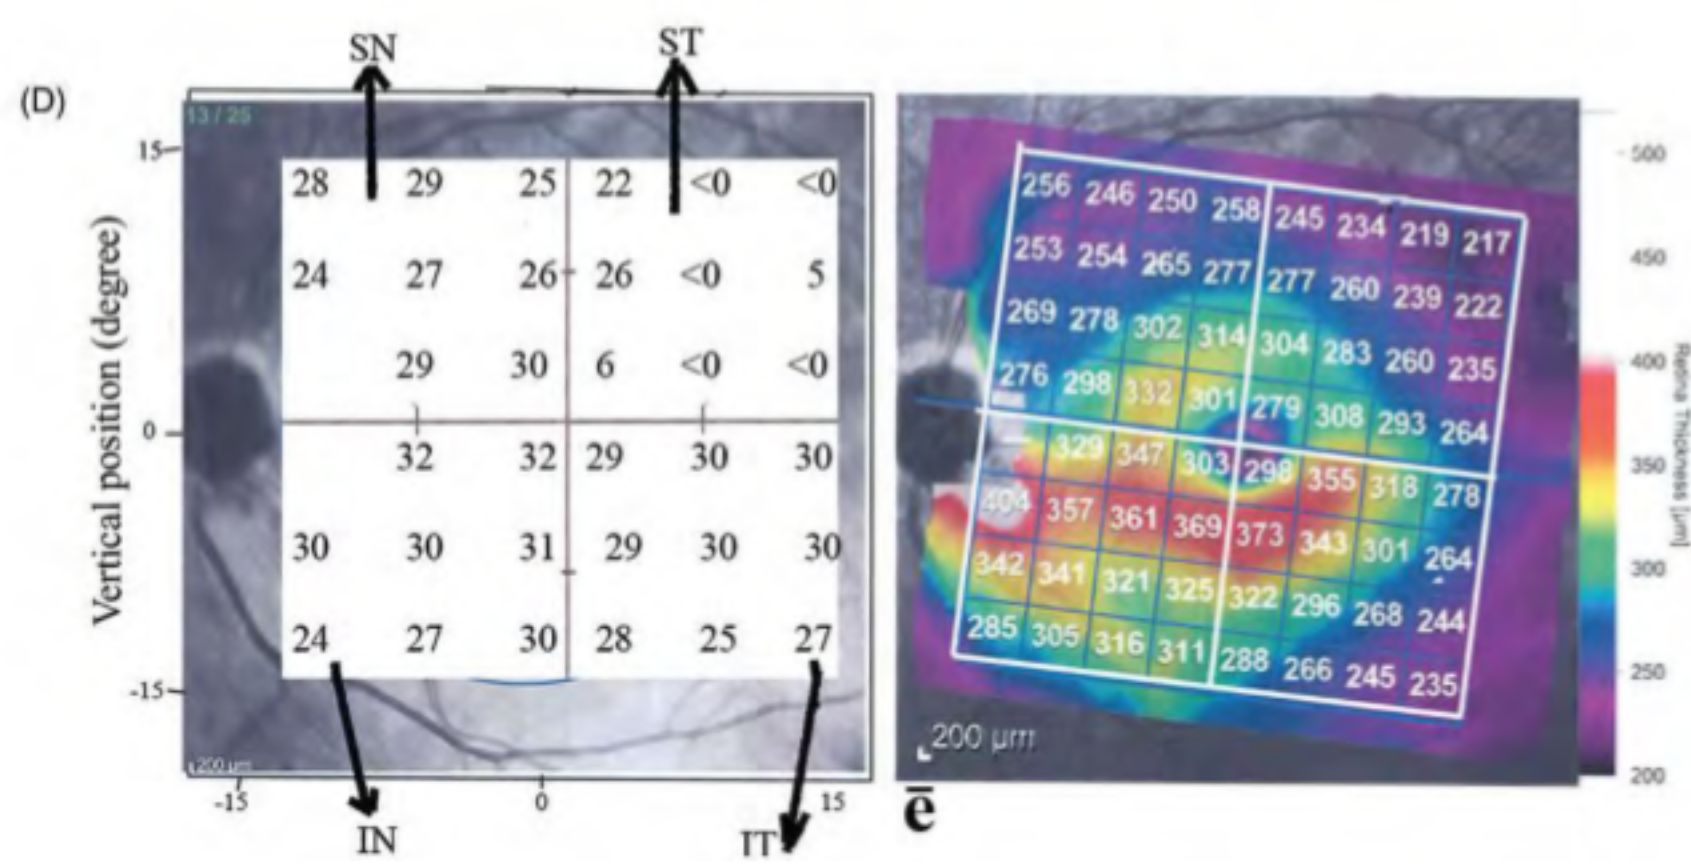 SN ST
(D)
13 / 25
Vertical position (degree)
15
0
-15
28 29 25 22 <0 <0
24 27 26 26 <0 5
29 30 6 <0 <0
32 32 29 30 30
30 30 31 29 30 30
24 27 30 28 25 27
200 µm
-15 0 15
IN IT
256 246 250 258 245 234 219 217
253 254 265 277 277 260 239 222
269 278 302 314 304 283 260 235
276 298 332 301 279 308 293 264
329 347 303 298 355 318 278
404 357 361 369 373 343 301 264
342 341 321 325 322 296 268 244
285 305 316 311 288 266 245 235
200 µm
e
500
450
400
350
300
250
200
Retina Thickness [µm]